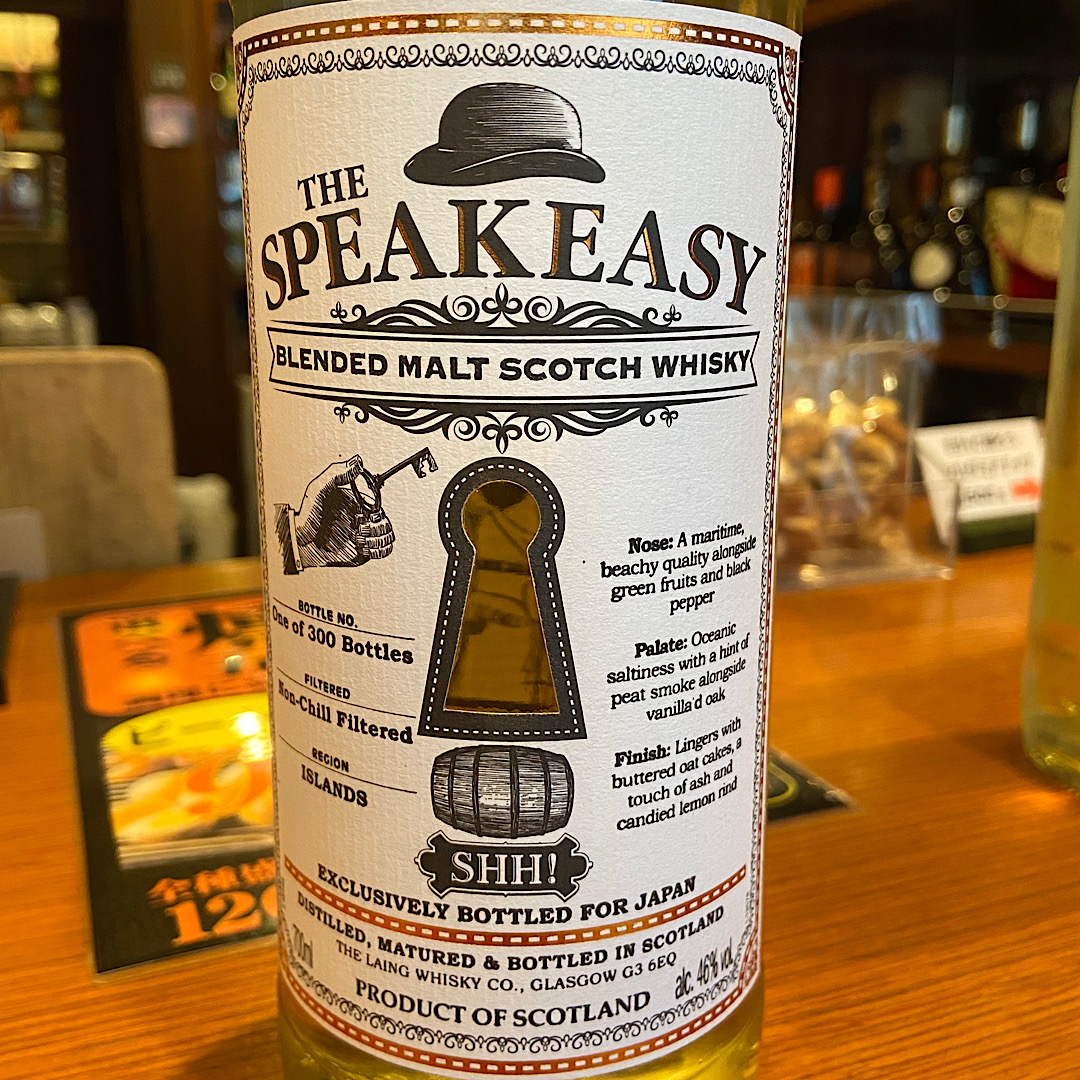 THE
SPEAKEASY
BLENDED MALT SCOTCH WHISKY
BOTTLE NO.
One of 300 Bottles
FILTERED
Non-Chill Filtered
REGION
ISLANDS
Nose: A maritime,
beachy quality alongside
green fruits and black
pepper
Palate: Oceanic
saltiness with a hint of
peat smoke alongside
vanilla'd oak
Finish: Lingers with
buttered oat cakes, a
touch of ash and
candied lemon rind
SHH!
EXCLUSIVELY BOTTLED FOR JAPAN
DISTILLED, MATURED & BOTTLED IN SCOTLAND
THE LAING WHISKY CO., GLASGOW G3 6EQ
70ml
alc. 46% vol.
PRODUCT OF SCOTLAND